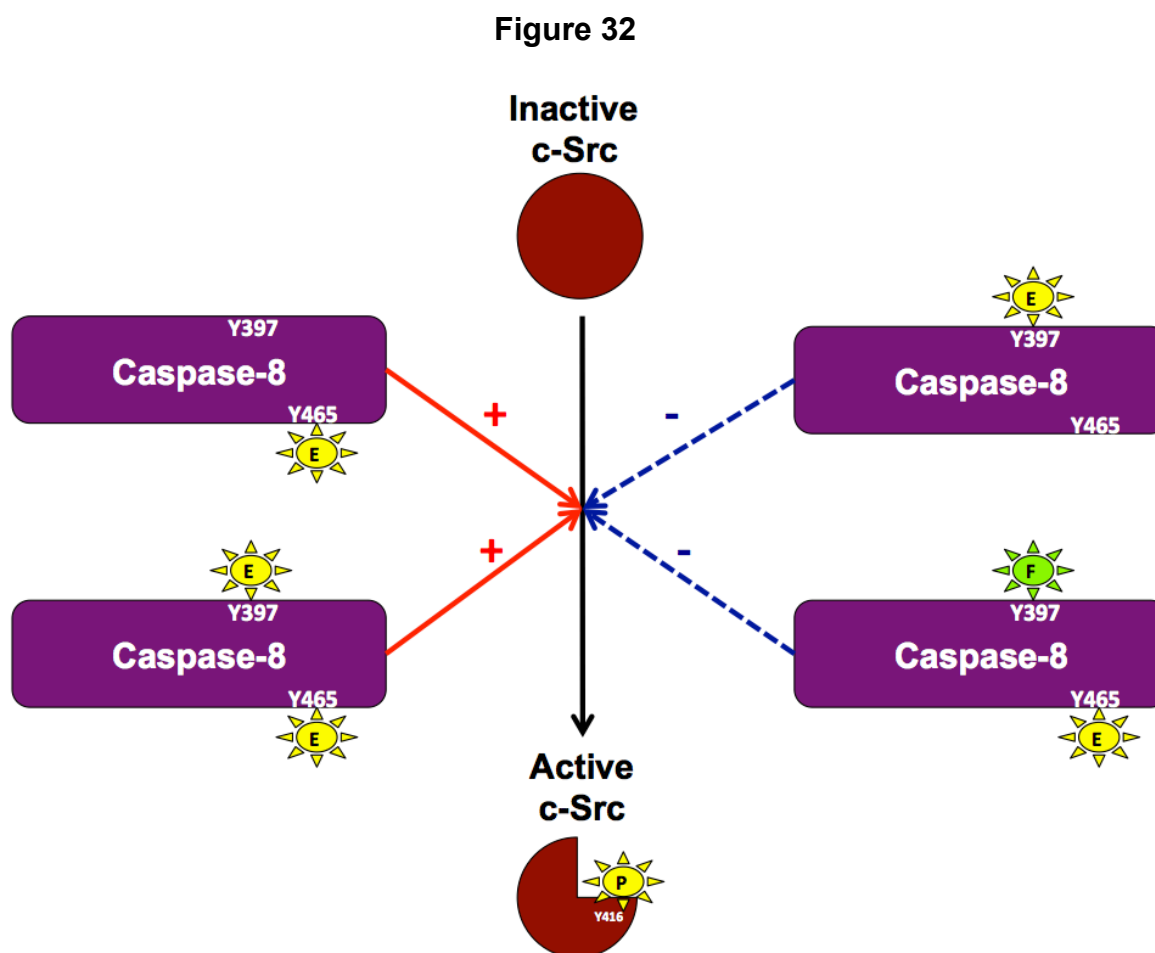 Figure 32
Inactive
c-Src
Y397
Caspase-8
Y465
E
+
E
Y397
Caspase-8
Y465
-
E
Y397
Caspase-8
Y465
E
+
F
Y397
Caspase-8
Y465
E
-
Active
c-Src
P
Y416